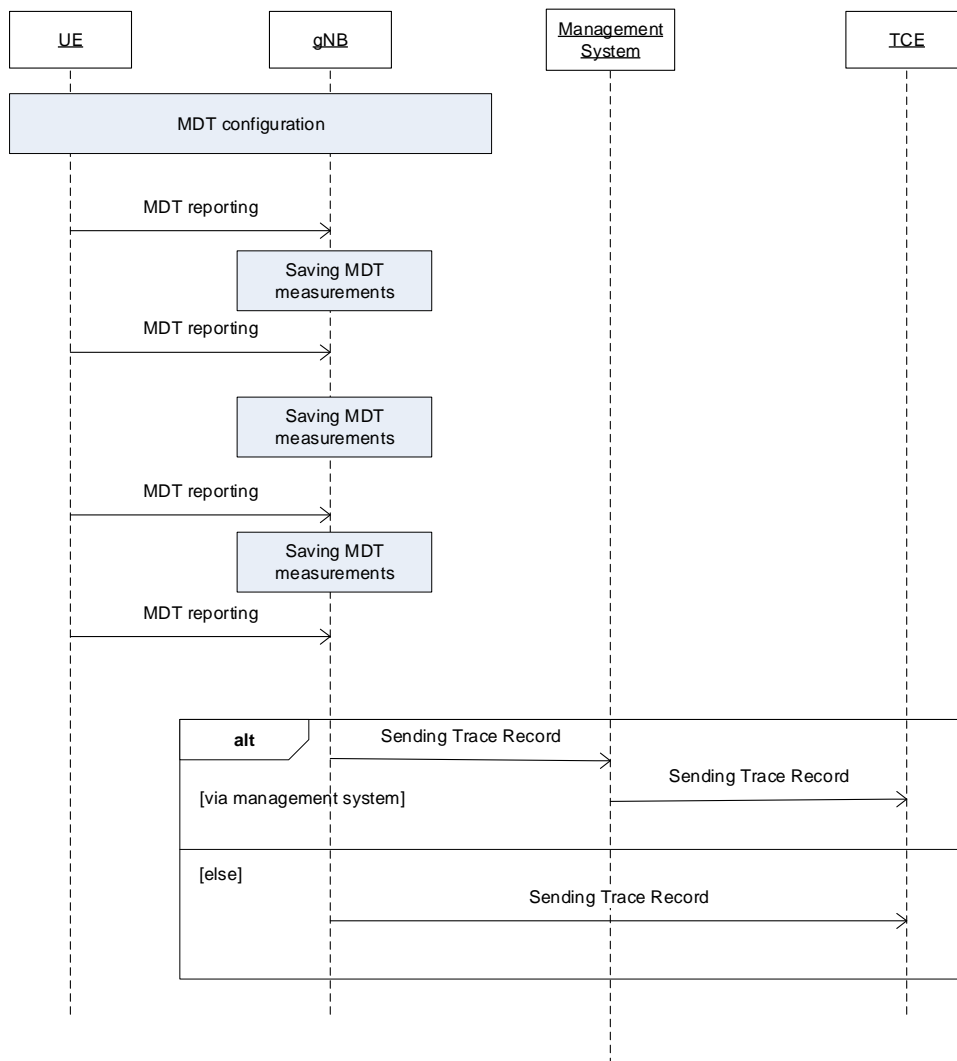 UE
gNB
Management
System
TCE
MDT configuration
MDT reporting
Saving MDT
measurements
MDT reporting
Saving MDT
measurements
MDT reporting
Saving MDT
measurements
MDT reporting
alt
Sending Trace Record
Sending Trace Record
[via management system]
[else]
Sending Trace Record